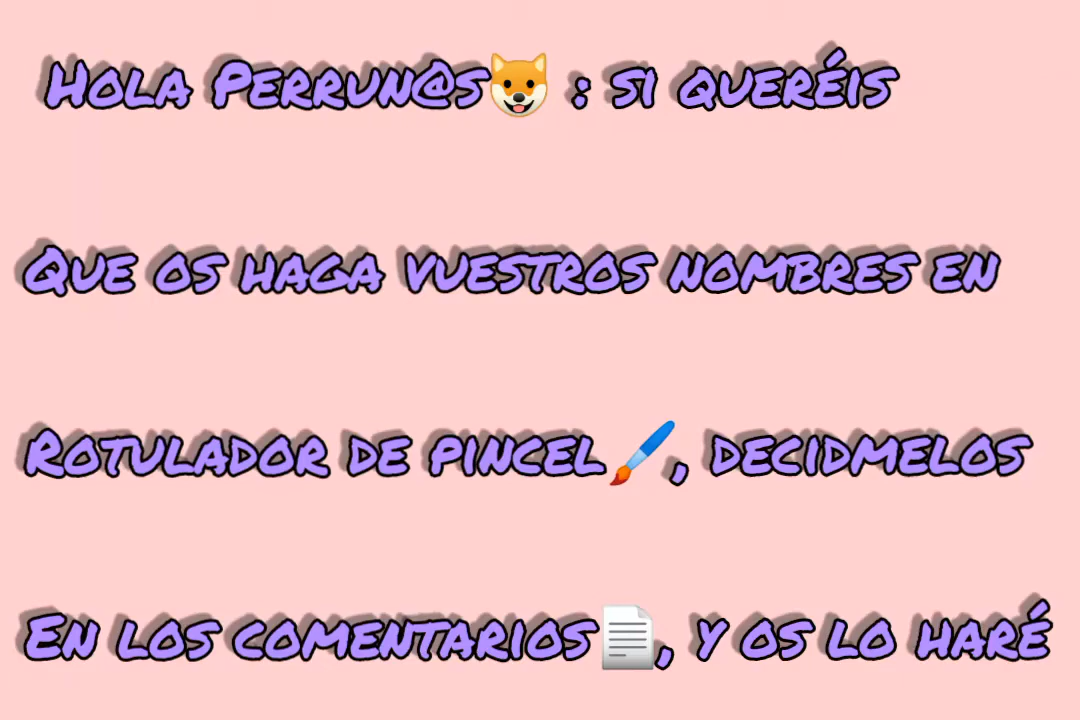 Hola Perrun@s🐶 : si queréis
Que os haga vuestros nombres en
Rotulador de pincel🖌️, decidmelos
En los comentarios📄, y os lo haré